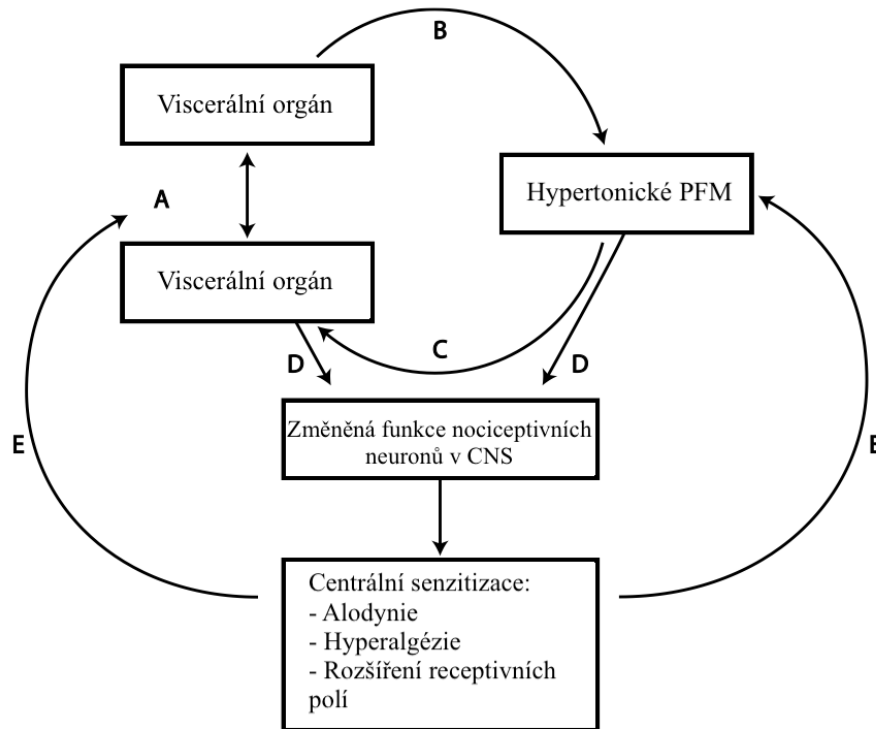 B
Viscerální orgán
Hypertonické PFM
A
Viscerální orgán
C
D
D
Změněná funkce nociceptivních
neuronů v CNS
E
E
Centrální senzitizace:
- Alodynie
- Hyperalgézie
- Rozšíření receptivních
polí